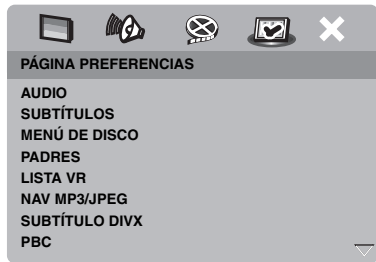 PÁGINA PREFERENCIAS
AUDIO
SUBTÍTULOS
MENÚ DE DISCO
PADRES
LISTA VR
NAV MP3/JPEG
SUBTÍTULO DIVX
PBC